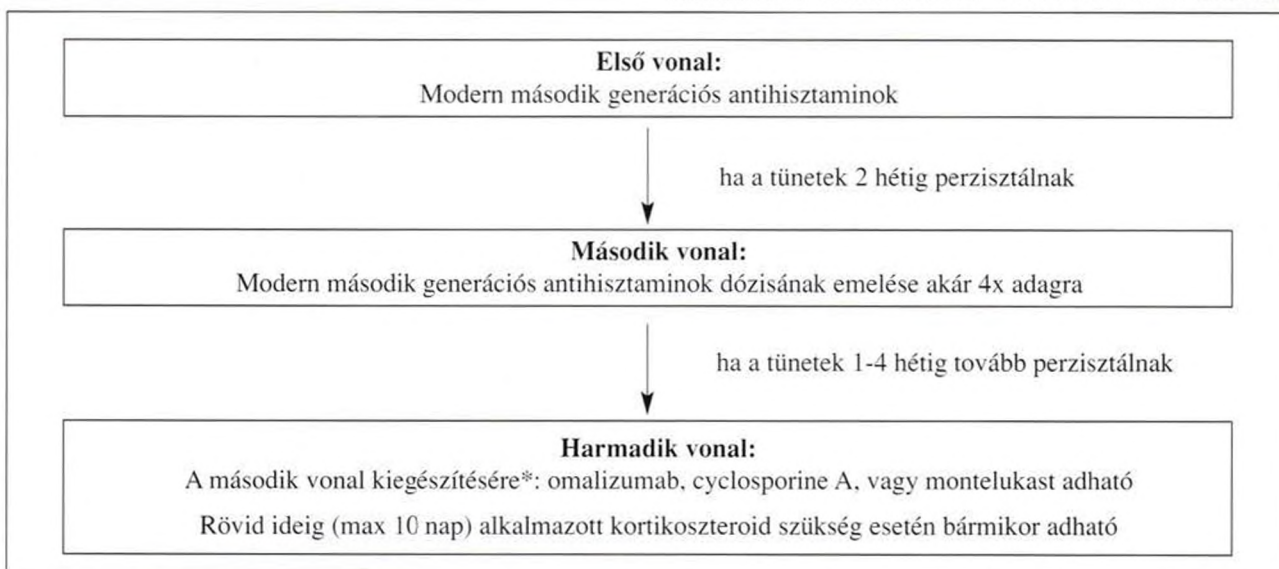 Első vonal:
Modern második generációs antihisztaminok
ha a tünetek 2 hétig perzisztálnak
Második vonal:
Modern második generációs antihisztaminok dózisának emelése akár 4x adagra
ha a tünetek 1-4 hétig tovább perzisztálnak
Harmadik vonal:
A második vonal kiegészítésére*: omalizumab, cyclosporine A, vagy montelukast adható
Rövid ideig (max 10 nap) alkalmazott kortikoszteroid szükség esetén bármikor adható